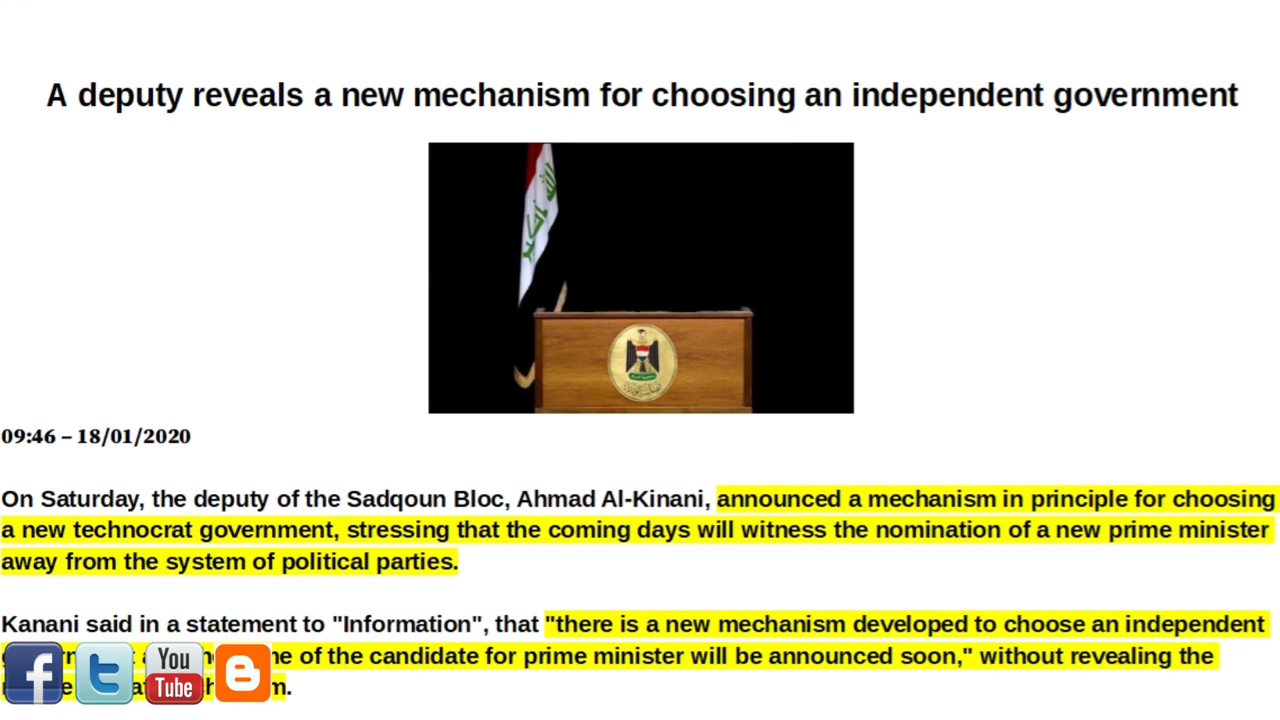 A deputy reveals a new mechanism for choosing an independent government
الله اكبر
09:46 – 18/01/2020
On Saturday, the deputy of the Sadqoun Bloc, Ahmad Al-Kinani, announced a mechanism in principle for choosing
a new technocrat government, stressing that the coming days will witness the nomination of a new prime minister
away from the system of political parties.
Kanani said in a statement to "Information", that "there is a new mechanism developed to choose an independent
of the candidate for prime minister will be announced soon," without revealing the
f
t
You
Tube
B